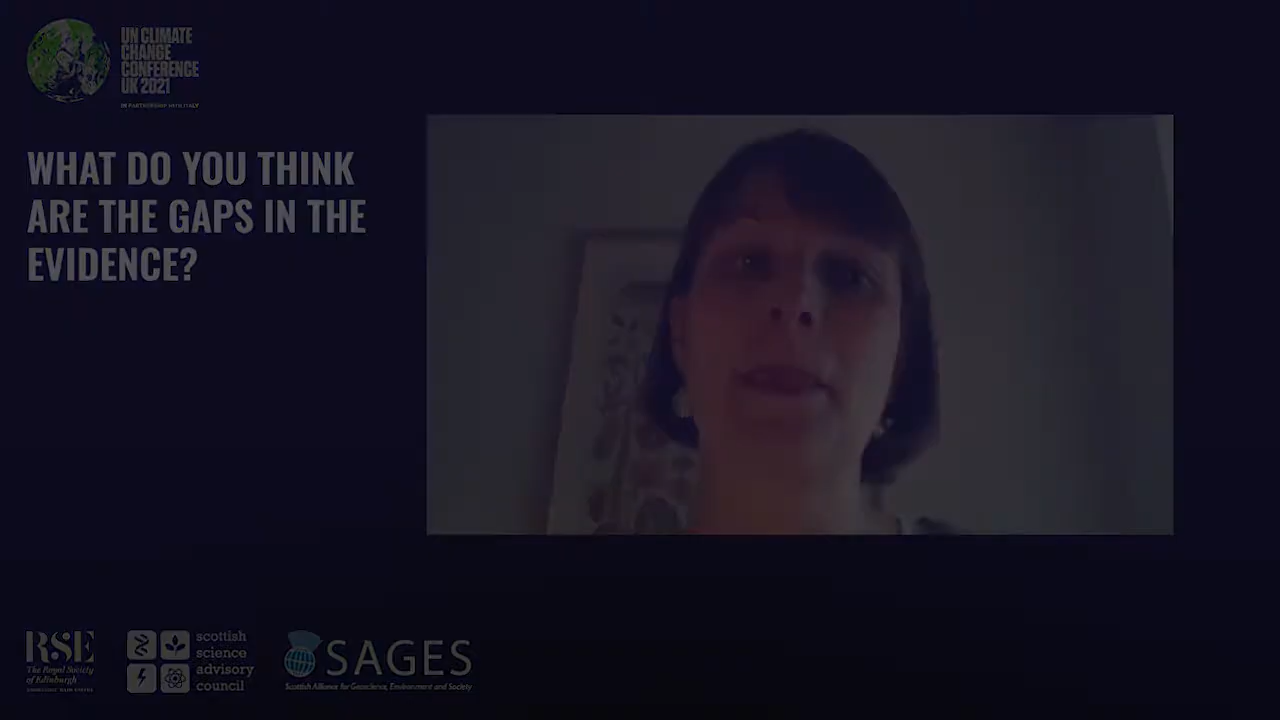 UN CLIMATE
CHANGE
CONFERENCE
UK 2021
IN PARTNERSHIP WITH ITALY
WHAT DO YOU THINK
ARE THE GAPS IN THE
EVIDENCE?
RSE
The Royal Society
of Edinburgh
scottish
science
advisory
council
SAGES
Scottish Alliance for Geoscience, Environment and Society